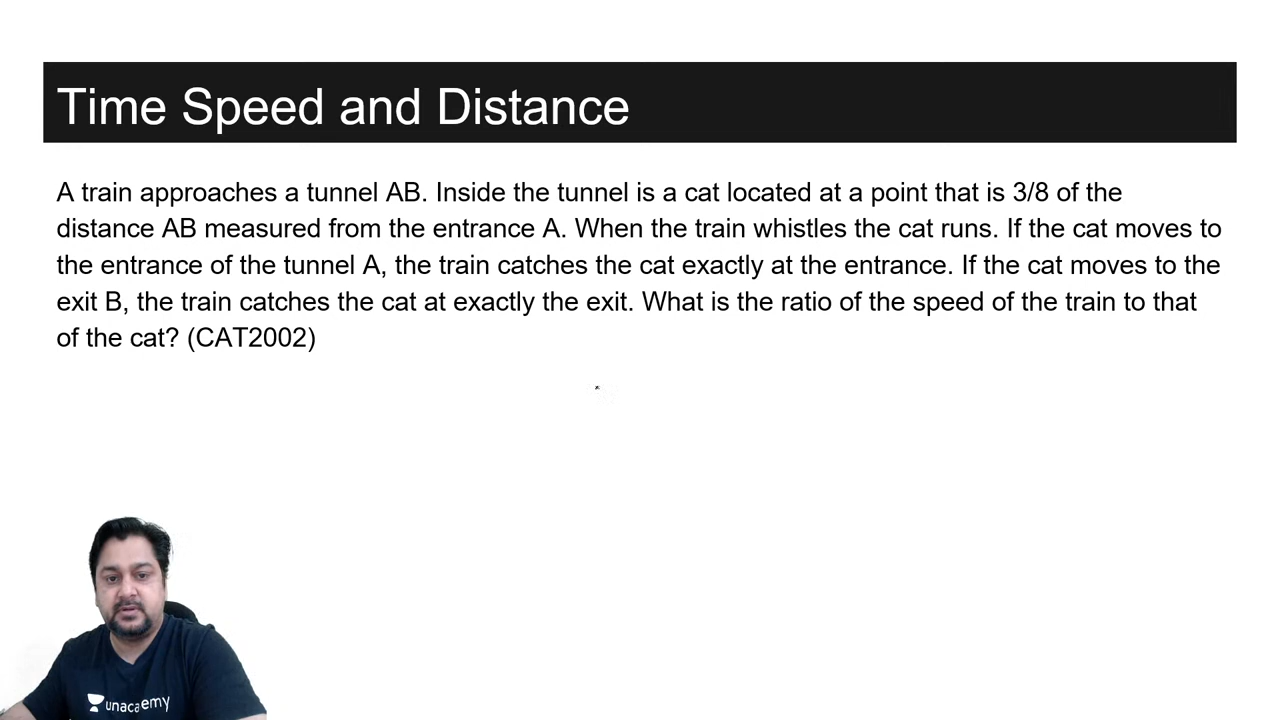 Time Speed and Distance
A train approaches a tunnel AB. Inside the tunnel is a cat located at a point that is 3/8 of the
distance AB measured from the entrance A. When the train whistles the cat runs. If the cat moves to
the entrance of the tunnel A, the train catches the cat exactly at the entrance. If the cat moves to the
exit B, the train catches the cat at exactly the exit. What is the ratio of the speed of the train to that
of the cat? (CAT2002)
unacaemy